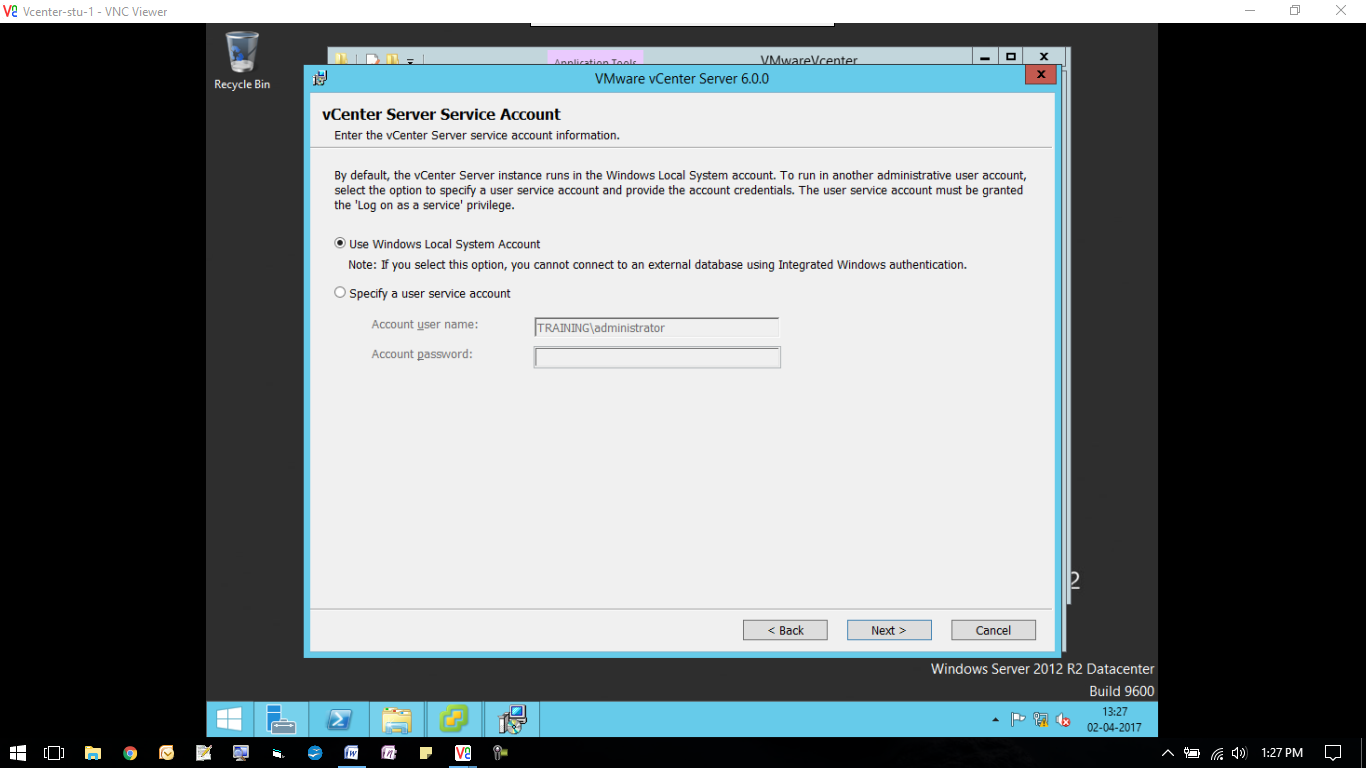 Vcenter-stu-1 - VNC Viewer
Recycle Bin
Application Tools
VMwareVcenter
VMware vCenter Server 6.0.0
vCenter Server Service Account
Enter the vCenter Server service account information.
By default, the vCenter Server instance runs in the Windows Local System account. To run in another administrative user account,
select the option to specify a user service account and provide the account credentials. The user service account must be granted
the 'Log on as a service' privilege.
Use Windows Local System Account
Note: If you select this option, you cannot connect to an external database using Integrated Windows authentication.
Specify a user service account
Account user name:
TRAINING\administrator
Account password:
2
< Back
Next >
Cancel
Windows Server 2012 R2 Datacenter
Build 9600
13:27
02-04-2017
1:27 PM